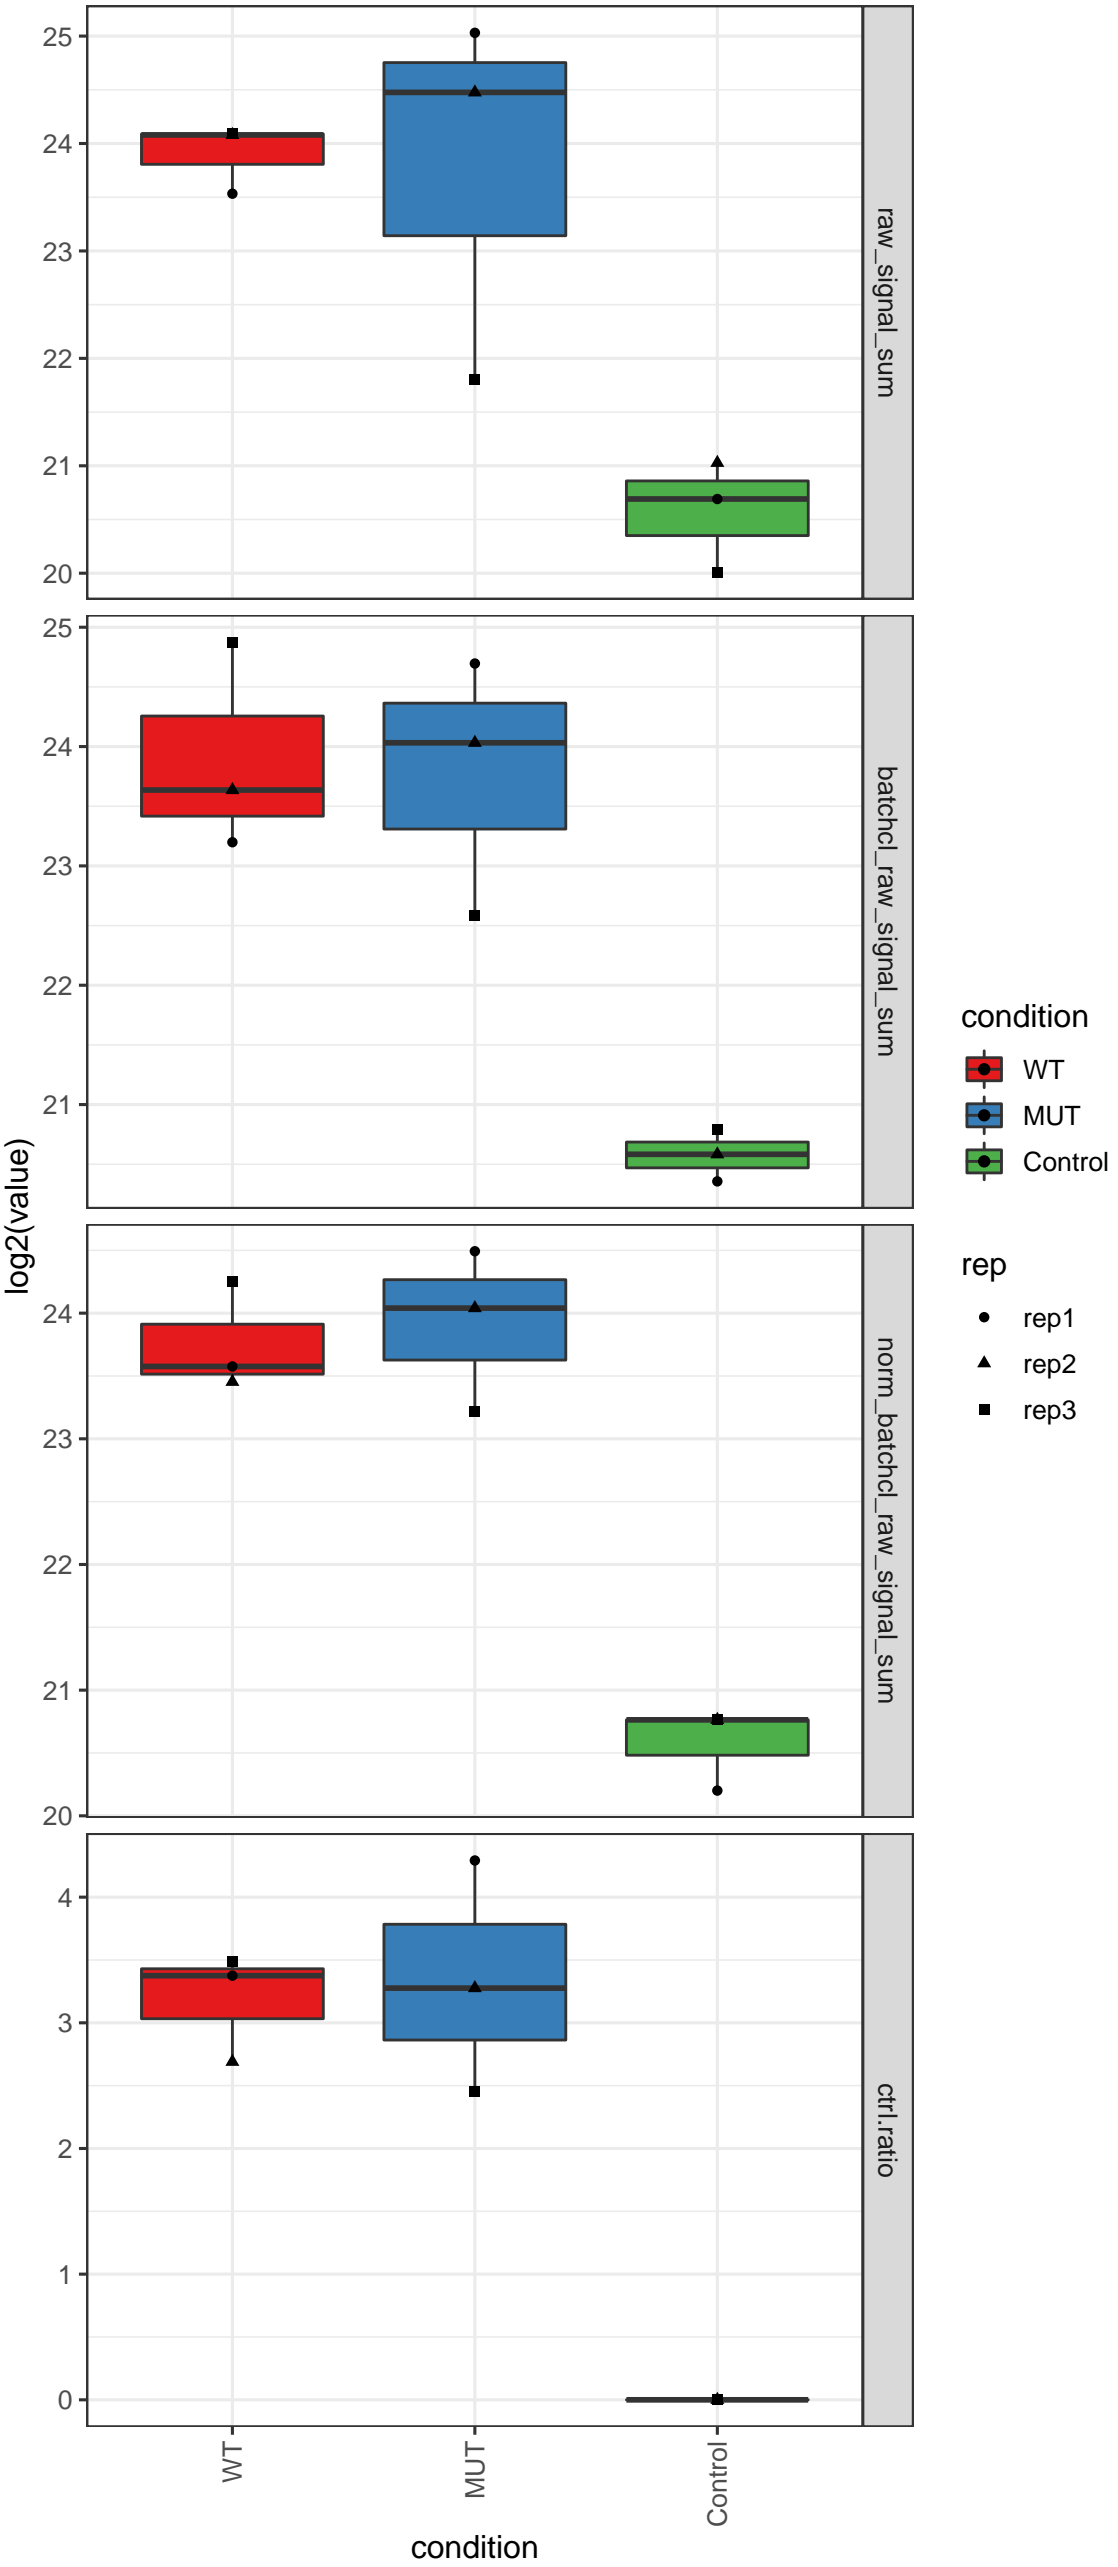 25
24
23
22
21
20
raw_signal_sum
25
24
23
22
21
batchcl_raw_signal_sum
24
23
22
21
20
norm_batchcl_raw_signal_sum
4
3
2
1
0
ctrl.ratio
log2(value)
WT
MUT
Control
condition
condition
WT
MUT
Control
rep
rep1
rep2
rep3